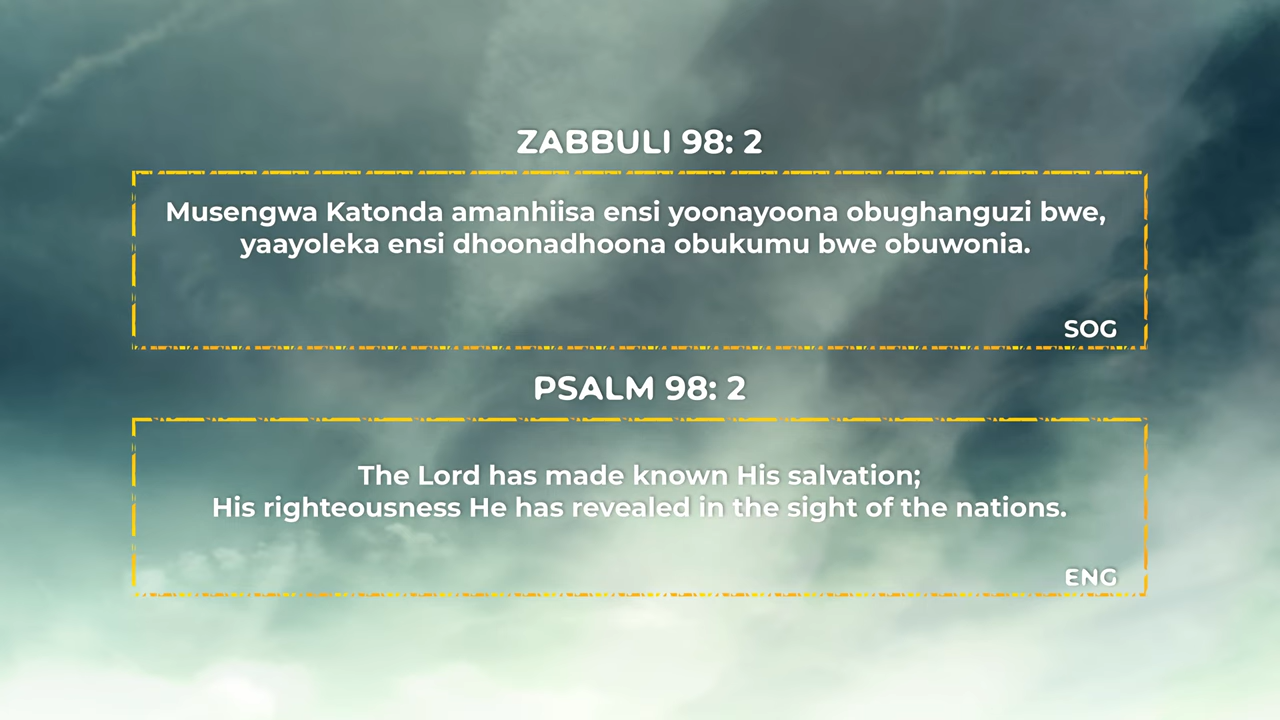 ZABBULI 98: 2
Musengwa Katonda amanhiisa ensi yoonayoona obughanguzi bwe,
yaayoleka ensi dhoonadhoona obukumu bwe obuwonia.
SOG
PSALM 98: 2
The Lord has made known His salvation;
His righteousness He has revealed in the sight of the nations.
ENG